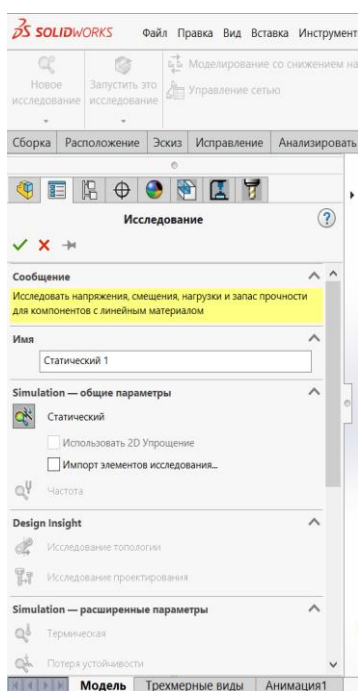 SOLIDWORKS Файл Правка Вид Вставка Инструмент
Новое исследование
Запустить это исследование
Моделирование со снижением на
Управление сетью
Сборка Расположение Эскиз Исправление Анализировать
Исследование
Сообщение
Исследовать напряжения, смещения, нагрузки и запас прочности
для компонентов с линейным материалом
Имя
Статический 1
Simulation — общие параметры
Статический
Использовать 2D Упрощение
Импорт элементов исследования...
Частота
Design Insight
Исследование топологии
Исследование проектирования
Simulation — расширенные параметры
Термическая
Потеря устойчивости
Модель Трехмерные виды Анимация1